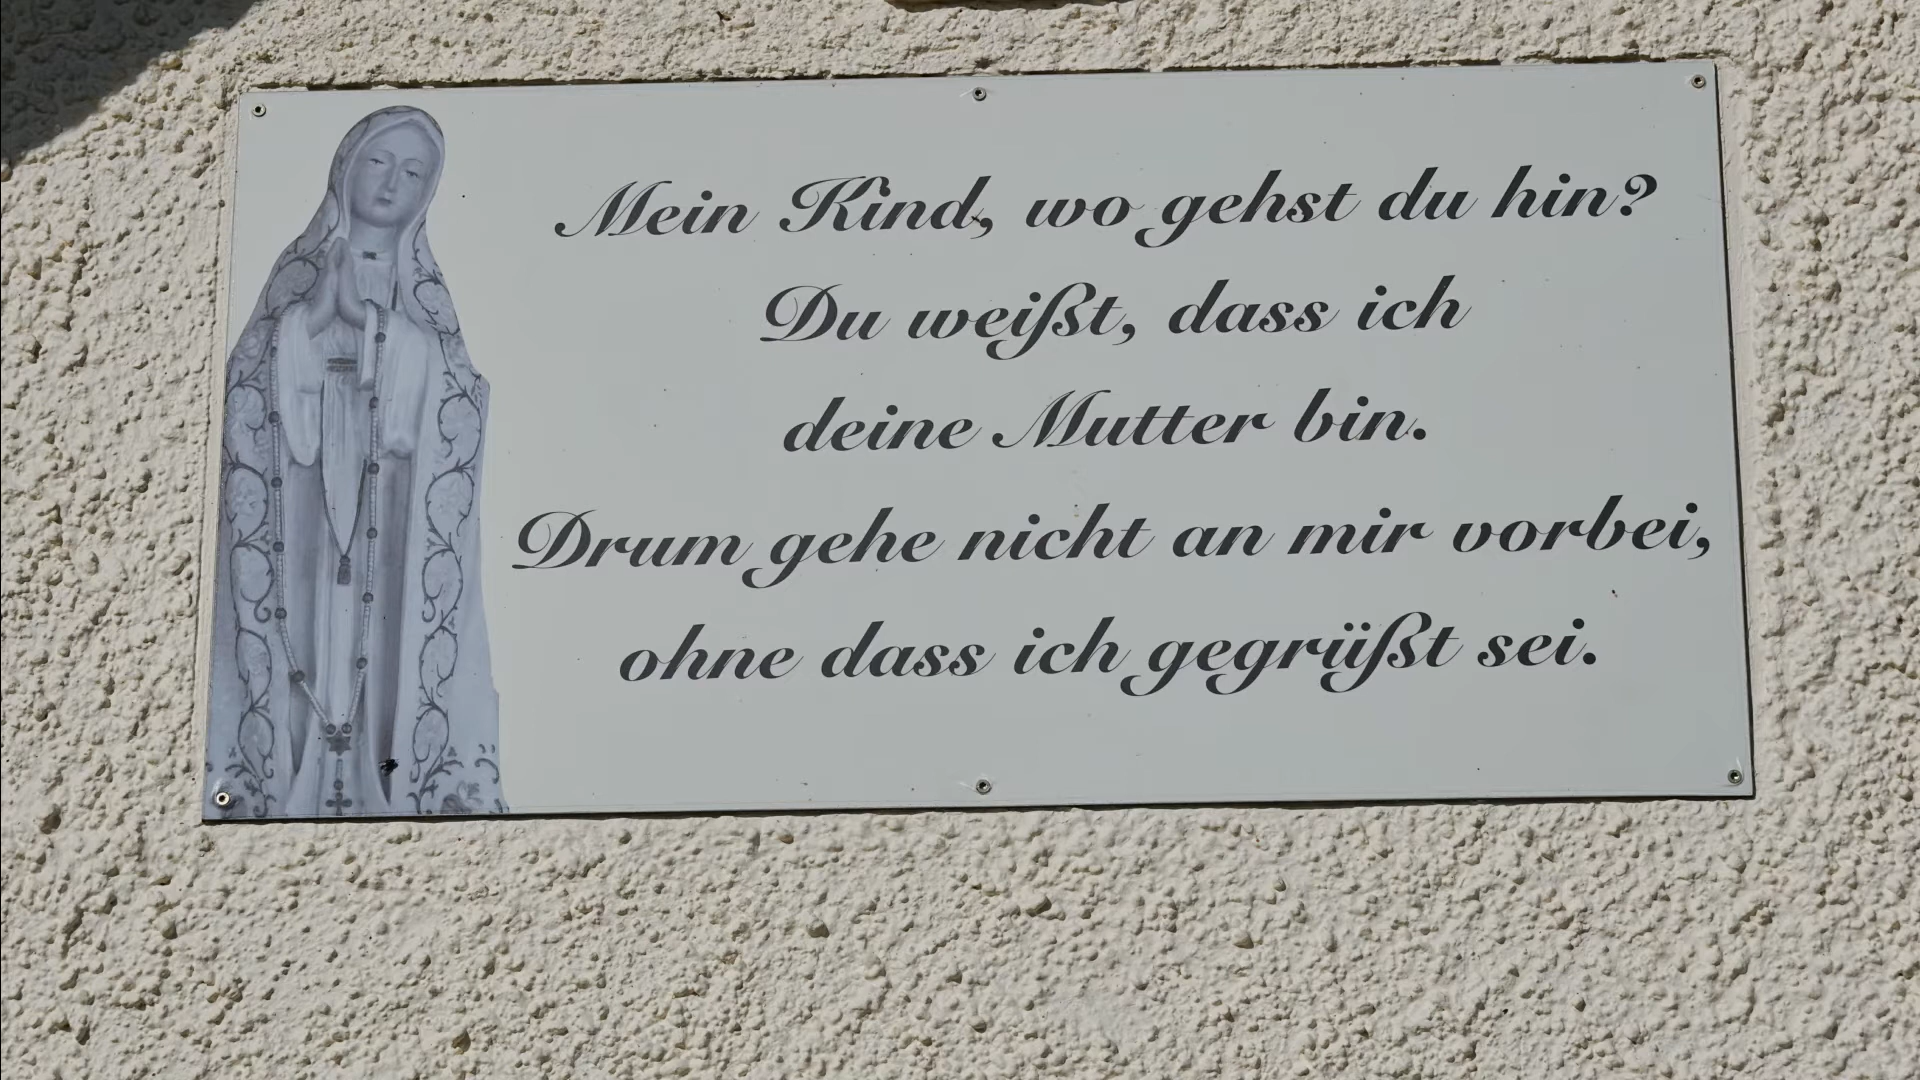 Mein Kind, wo gehst du hin?
Du weißt, dass ich
deine Mutter bin.
Drum gehe nicht an mir vorbei,
ohne dass ich gegrüßt sei.